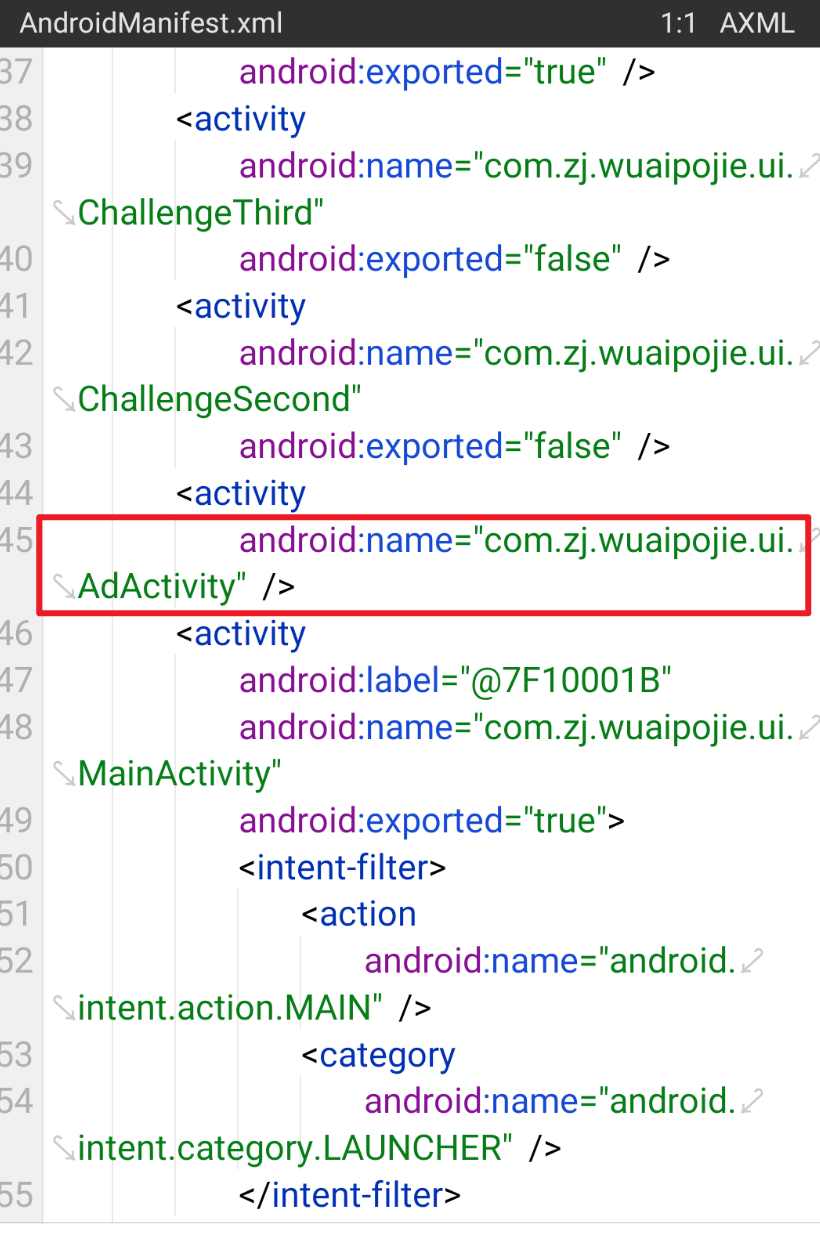 AndroidManifest.xml 1:1 AXML
37 android:exported="true" />
38 <activity
39 android:name="com.zj.wuaipojie.ui.
ChallengeThird"
40 android:exported="false" />
41 <activity
42 android:name="com.zj.wuaipojie.ui.
ChallengeSecond"
43 android:exported="false" />
44 <activity
45 android:name="com.zj.wuaipojie.ui.
AdActivity" />
46 <activity
47 android:label="@7F10001B"
48 android:name="com.zj.wuaipojie.ui.
MainActivity"
49 android:exported="true">
50 <intent-filter>
51 <action
52 android:name="android.
intent.action.MAIN" />
53 <category
54 android:name="android.
intent.category.LAUNCHER" />
55 </intent-filter>